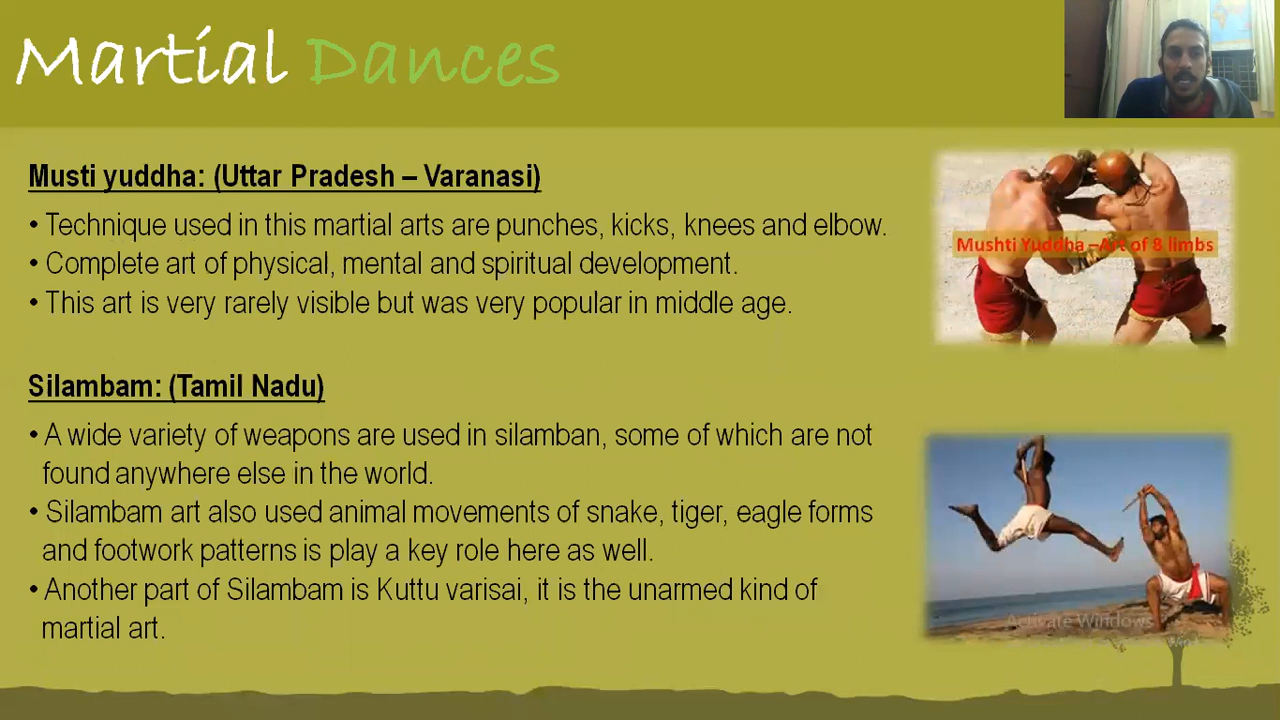 Martial Dances
Musti yuddha: (Uttar Pradesh – Varanasi)
• Technique used in this martial arts are punches, kicks, knees and elbow.
• Complete art of physical, mental and spiritual development.
• This art is very rarely visible but was very popular in middle age.
Mushti Yuddha –Art of 8 limbs
Silambam: (Tamil Nadu)
• A wide variety of weapons are used in silamban, some of which are not
found anywhere else in the world.
• Silambam art also used animal movements of snake, tiger, eagle forms
and footwork patterns is play a key role here as well.
• Another part of Silambam is Kuttu varisai, it is the unarmed kind of
martial art.
Activate Windows